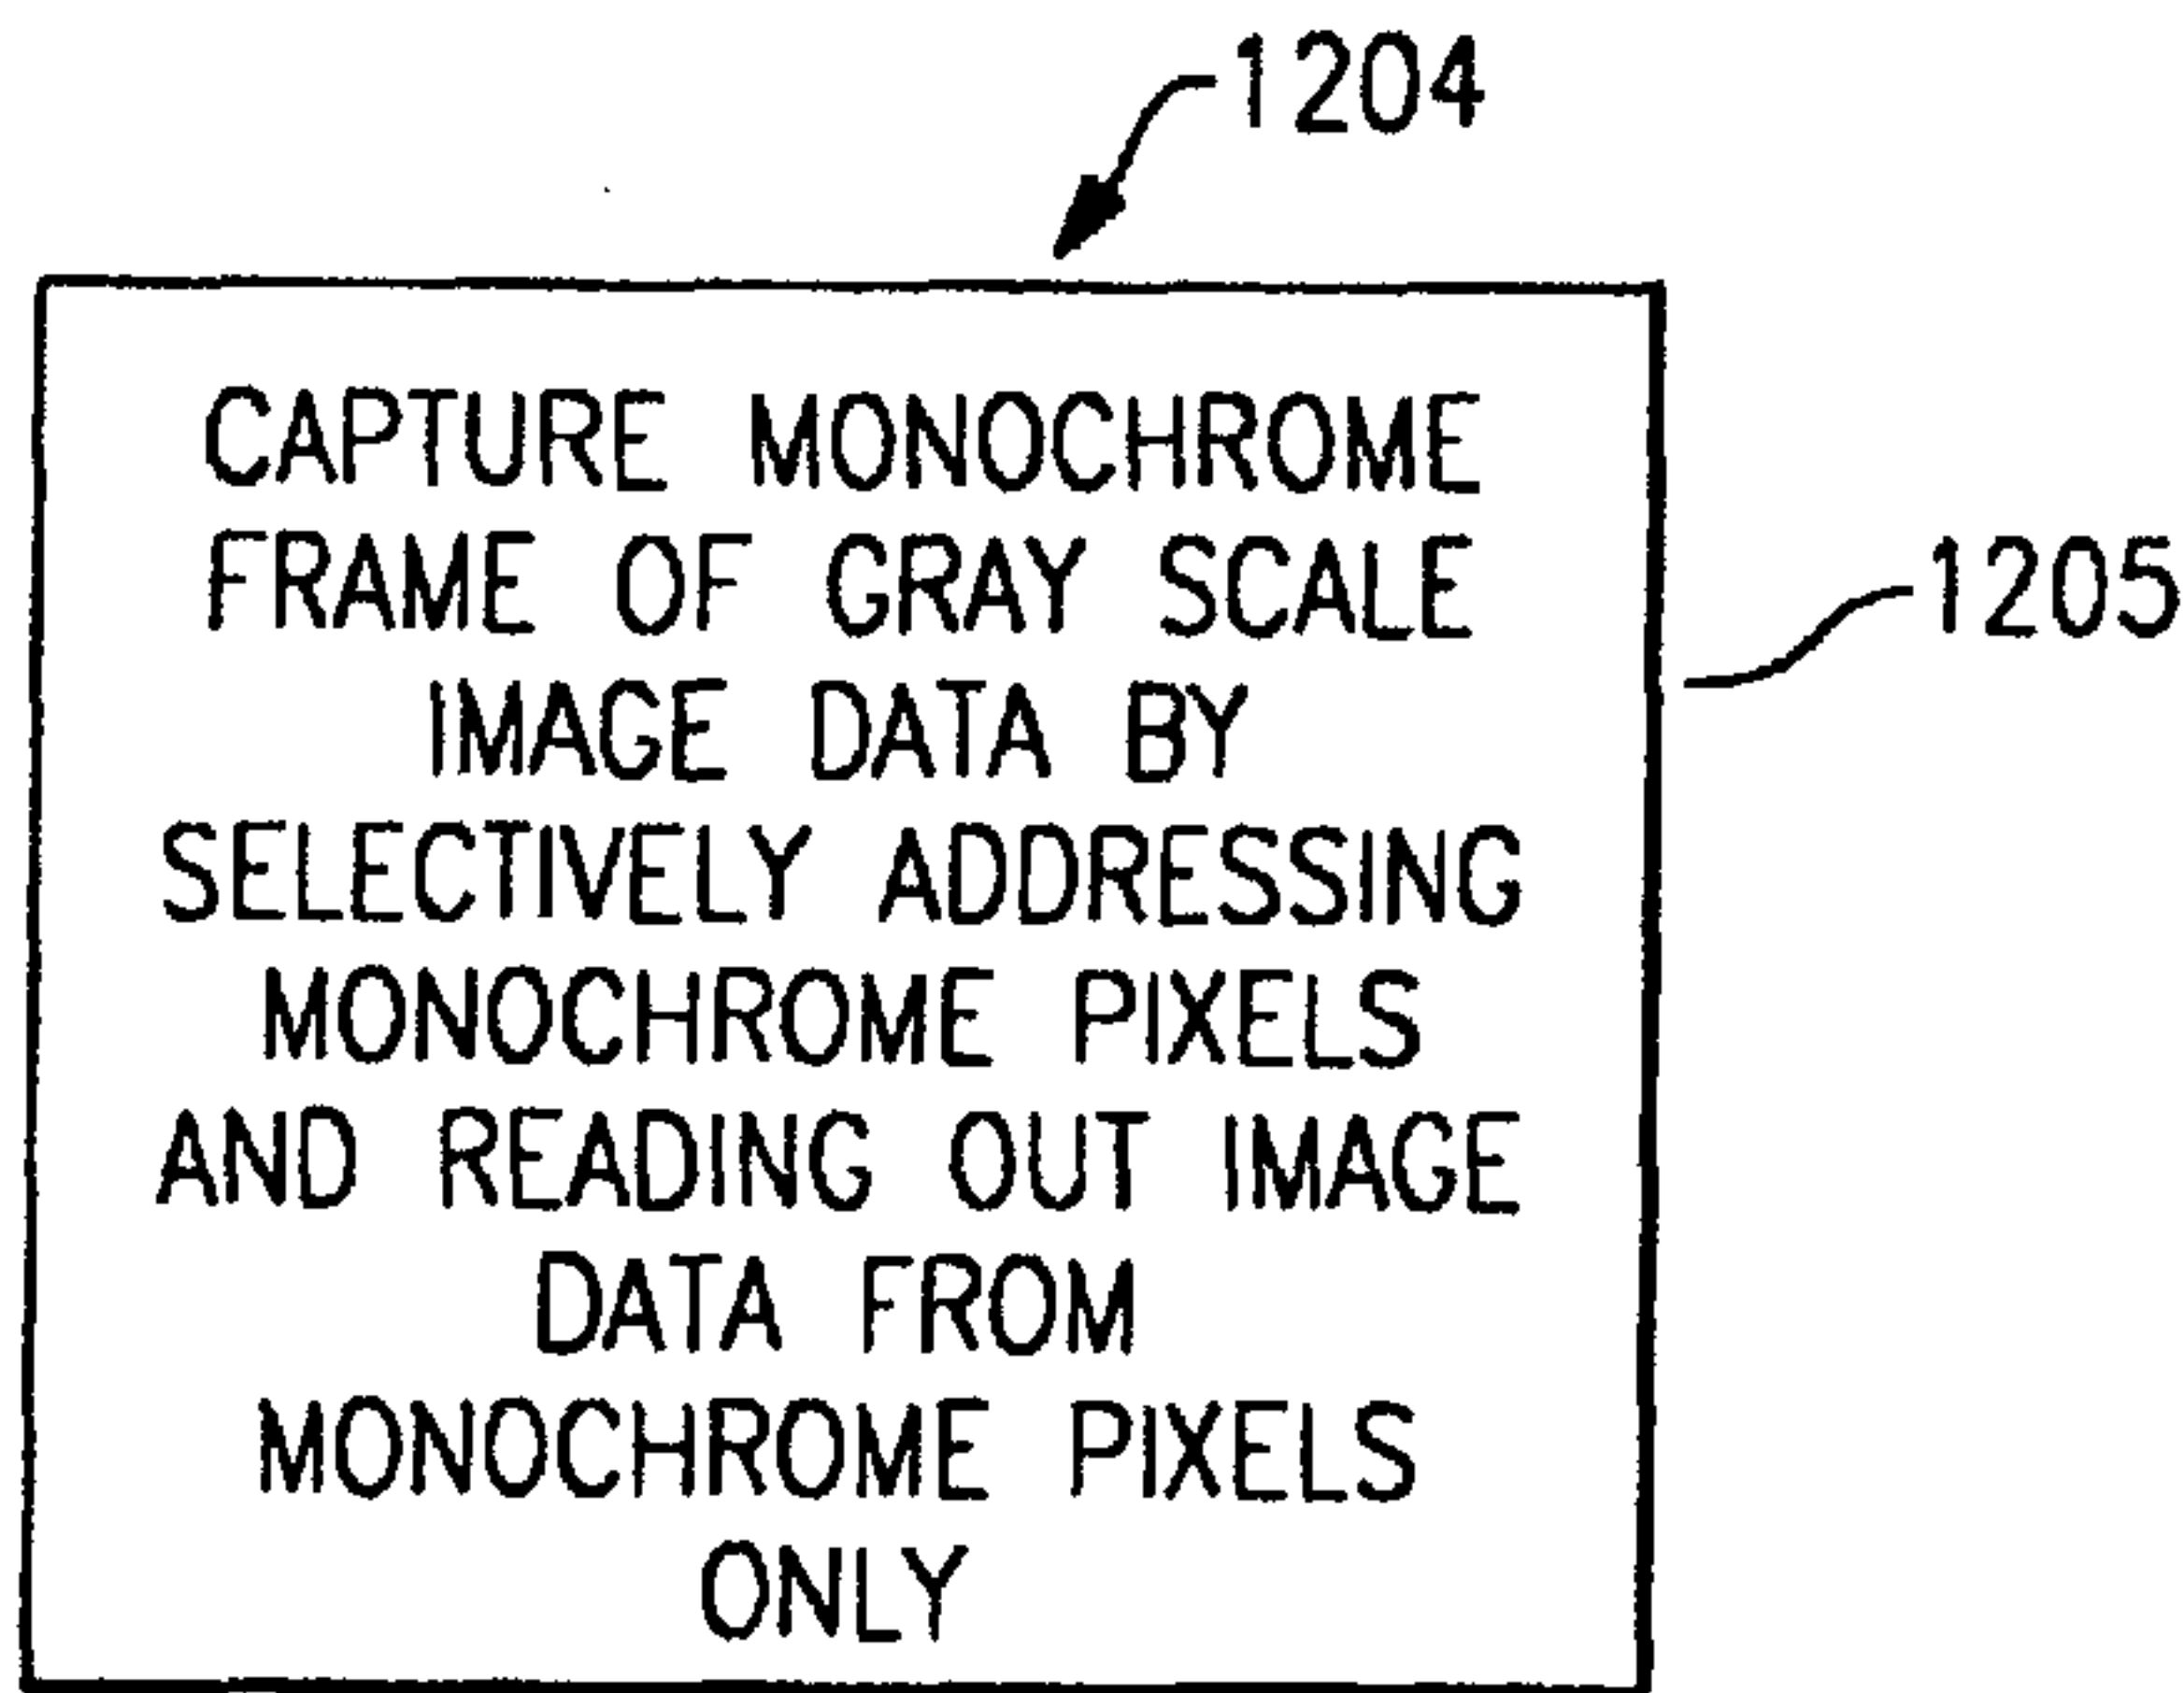 1204
CAPTURE MONOCHROME
FRAME OF GRAY SCALE
1205
IMAGE DATA BY
SELECTIVELY ADDRESSING
MONOCHROME PIXELS
AND READING OUT IMAGE
DATA FROM
MONOCHROME PIXELS
ONLY